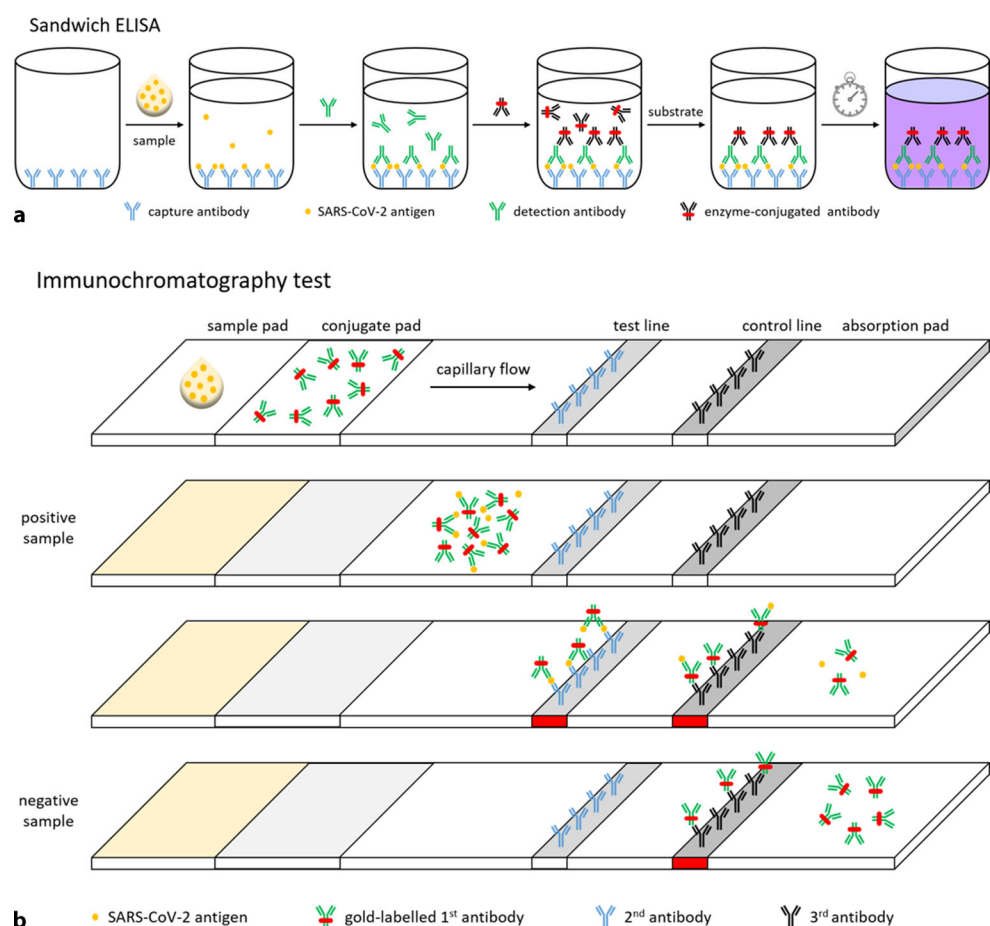 Sandwich ELISA
sample
substrate
a
capture antibody
SARS-CoV-2 antigen
detection antibody
enzyme-conjugated antibody
Immunochromatography test
sample pad
conjugate pad
test line
control line
absorption pad
capillary flow
positive
sample
negative
sample
b
SARS-CoV-2 antigen
gold-labelled 1st antibody
2nd antibody
3rd antibody